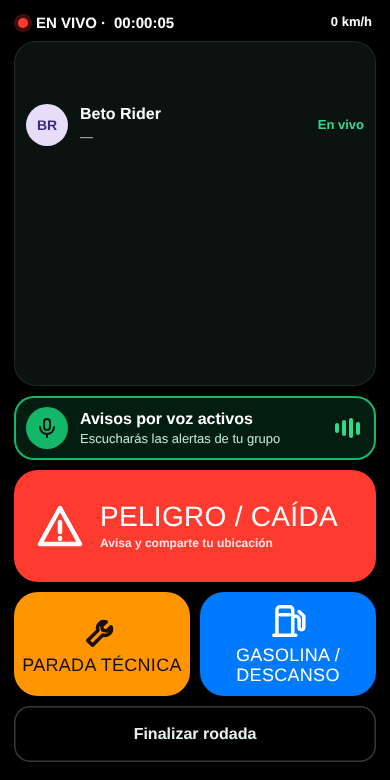 EN VIVO · 00:00:05
0 km/h
BR
Beto Rider
—
En vivo
Avisos por voz activos
Escucharás las alertas de tu grupo
PELIGRO / CAÍDA
Avisa y comparte tu ubicación
PARADA TÉCNICA
GASOLINA /
DESCANSO
Finalizar rodada